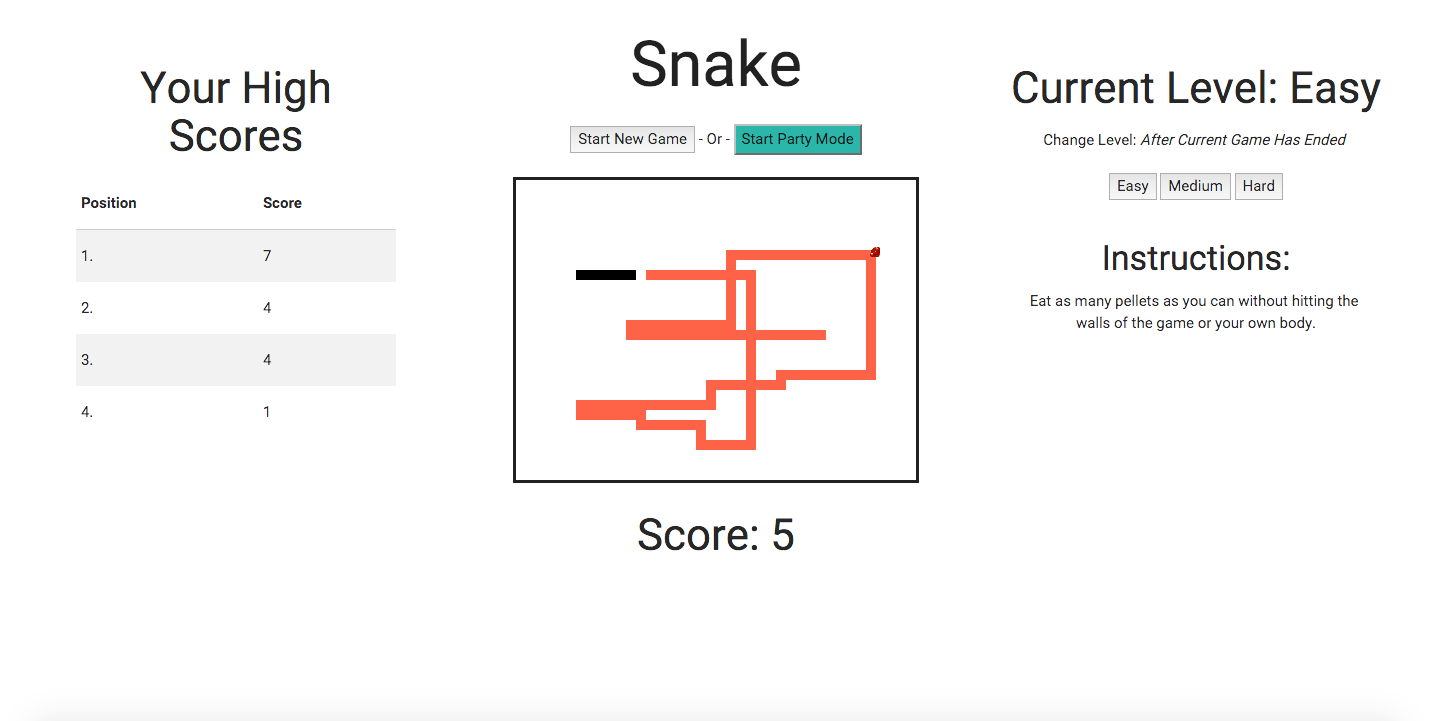 Your High
Scores
Position Score
1. 7
2. 4
3. 4
4. 1
Snake
Start New Game - Or - Start Party Mode
Score: 5
Current Level: Easy
Change Level: After Current Game Has Ended
Easy Medium Hard
Instructions:
Eat as many pellets as you can without hitting the
walls of the game or your own body.